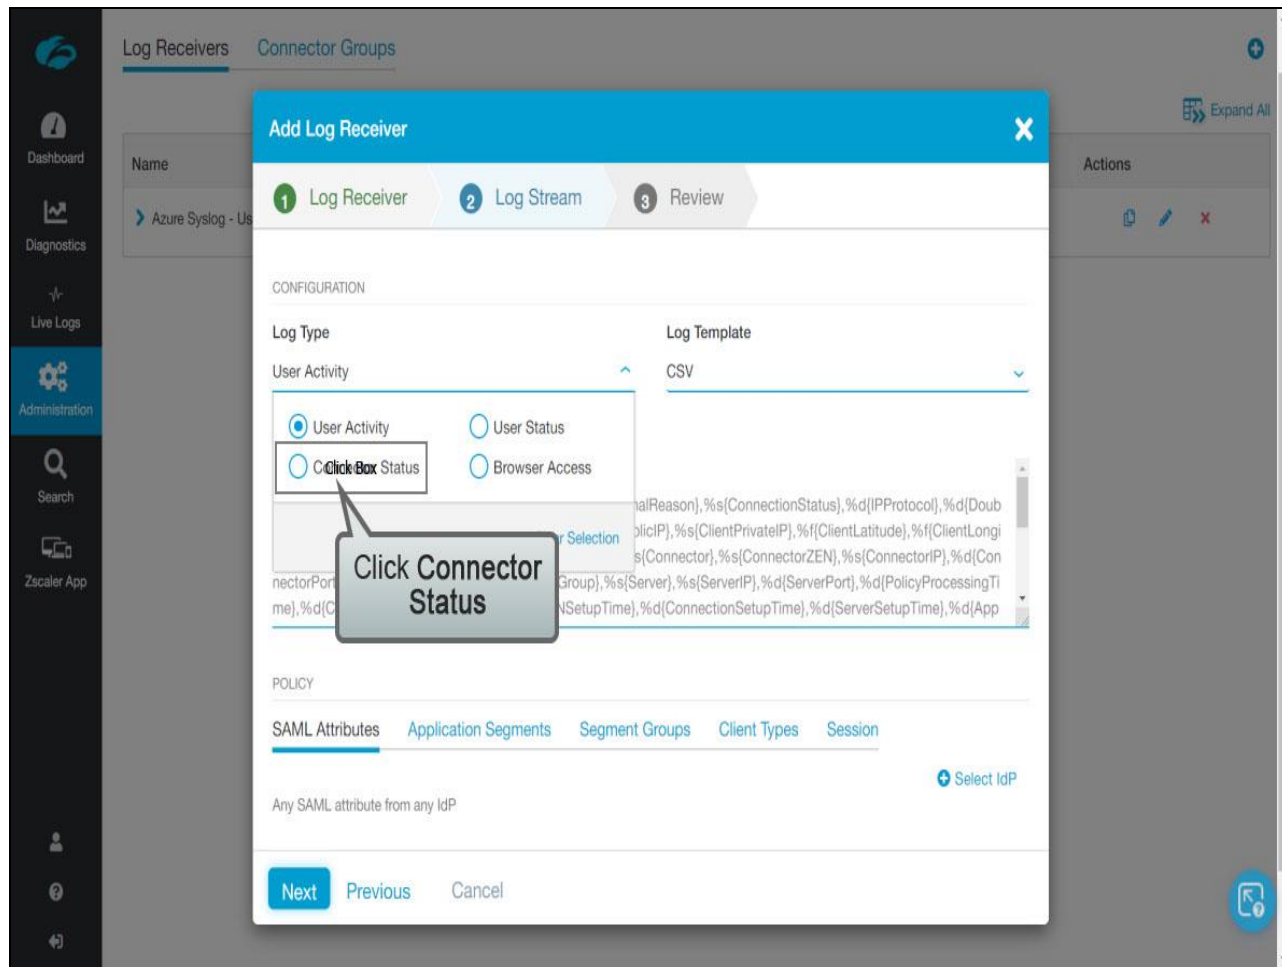 Log Receivers Connector Groups
Expand All
Dashboard
Diagnostics
Live Logs
Administration
Search
Zscaler App
Name
Actions
Azure Syslog - Us
Add Log Receiver
1 Log Receiver 2 Log Stream 3 Review
CONFIGURATION
Log Type Log Template
User Activity CSV
User Activity User Status
Click Box Status Browser Access
nalReason},%s{ConnectionStatus},%d{IPProtocol},%d{Doub
r Selection blicIP},%s{ClientPrivateIP},%f{ClientLatitude},%f{ClientLongi
s{Connector},%s{ConnectorZEN},%s{ConnectorIP},%d{Con
nectorPort Group},%s{Server},%s{ServerIP},%d{ServerPort},%d{PolicyProcessingTi
me},%d{C NSetupTime},%d{ConnectionSetupTime},%d{ServerSetupTime},%d{App
Click Connector
Status
POLICY
SAML Attributes Application Segments Segment Groups Client Types Session
Select IdP
Any SAML attribute from any IdP
Next Previous Cancel